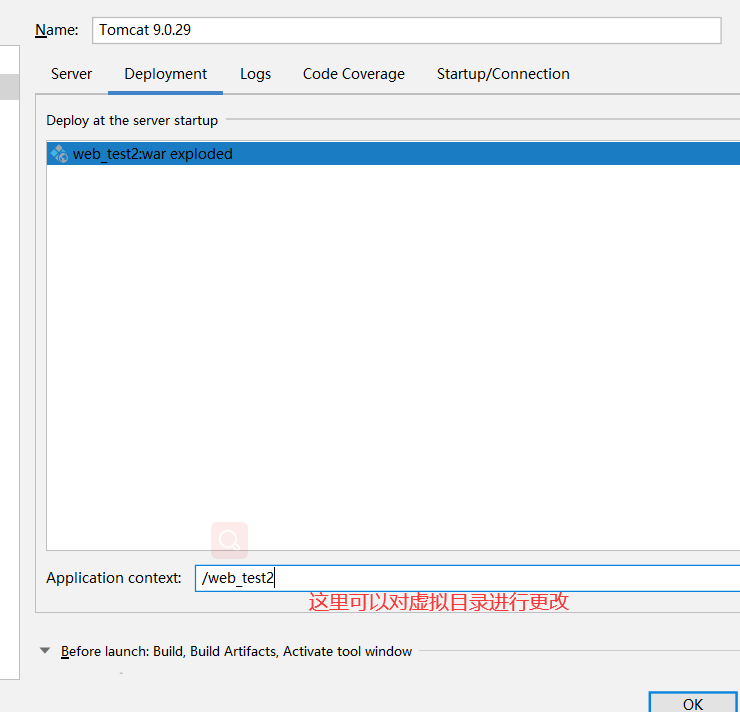 Name: Tomcat 9.0.29
Server Deployment Logs Code Coverage Startup/Connection
Deploy at the server startup
web_test2:war exploded
Application context: /web_test2
这里可以对虚拟目录进行更改
Before launch: Build, Build Artifacts, Activate tool window
OK